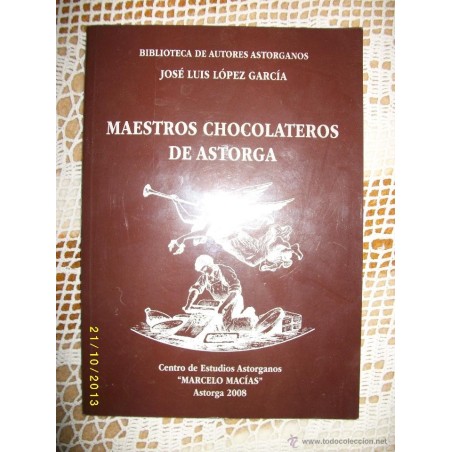 BIBLIOTECA DE AUTORES ASTORGANOS
JOSÉ LUIS LÓPEZ GARCÍA
MAESTROS CHOCOLATEROS
DE ASTORGA
Centro de Estudios Astorganos
"MARCELO MACÍAS"
Astorga 2008
21/10/2013
© www.todocoleccion.net